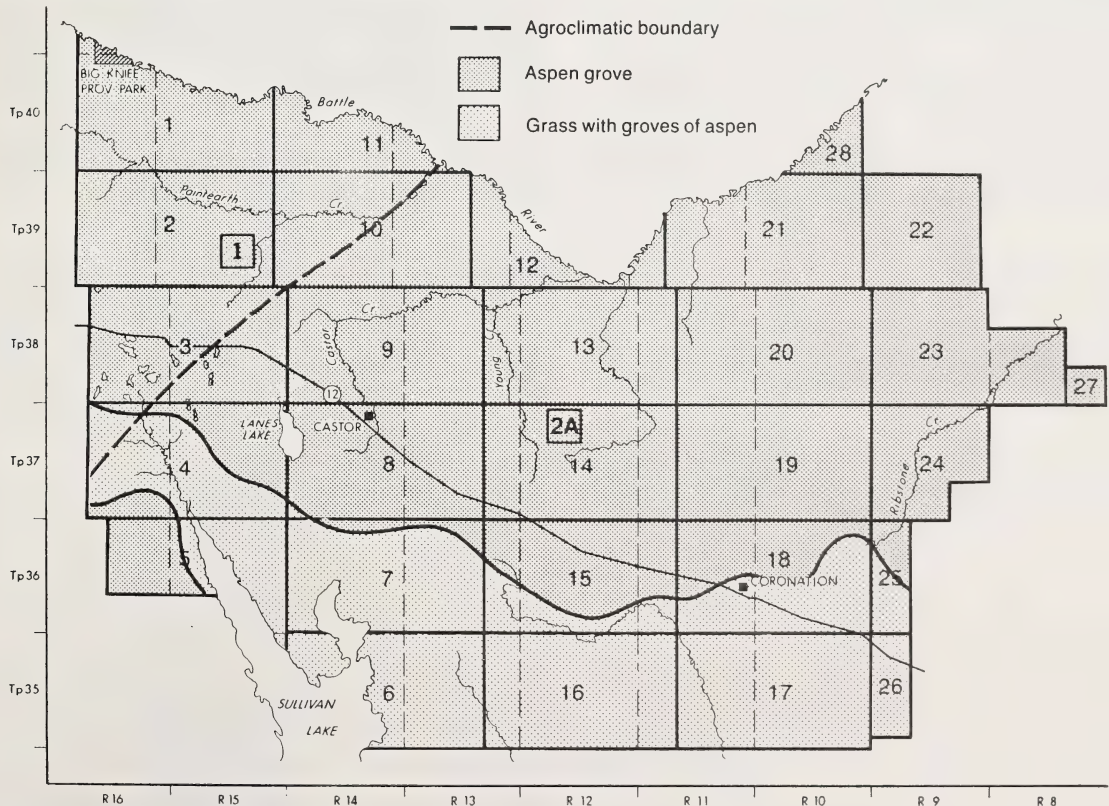 Agroclimatic boundary
Aspen grove
Grass with groves of aspen
BIG KNIFE
PROV PARK
Tp 40
1
Battle
11
28
Paintearth
Cr.
Tp 39
2
1
10
River
12
21
22
Tp 38
3
Castor
Cr.
9
Young
Cr.
13
20
23
27
12
LANES
LAKE
CASTOR
2A
Tp 37
4
8
14
19
24
Ribstone
Cr.
Tp 36
5
7
15
18
CORONATION
25
Tp 35
SULLIVAN
LAKE
6
16
17
26
R 16
R 15
R 14
R 13
R 12
R 11
R 10
R 9
R 8